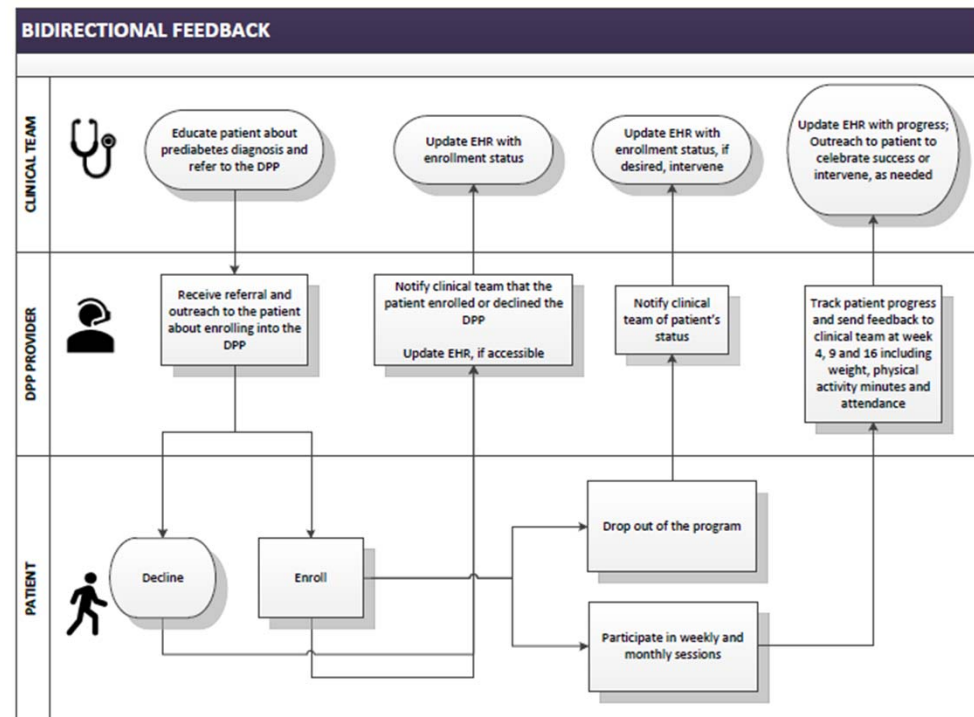 BIDIRECTIONAL FEEDBACK
CLINICAL TEAM
Educate patient about
prediabetes diagnosis and
refer to the DPP
Update EHR with
enrollment status
Update EHR with
enrollment status, if
desired, intervene
Update EHR with progress;
Outreach to patient to
celebrate success or
intervene, as needed
DPP PROVIDER
Receive referral and
outreach to the patient
about enrolling into the
DPP
Notify clinical team that the
patient enrolled or declined the
DPP
Update EHR, if accessible
Notify clinical
team of patient's
status
Track patient progress
and send feedback to
clinical team at week
4, 9 and 16 including
weight, physical
activity minutes and
attendance
PATIENT
Decline
Enroll
Drop out of the program
Participate in weekly and
monthly sessions